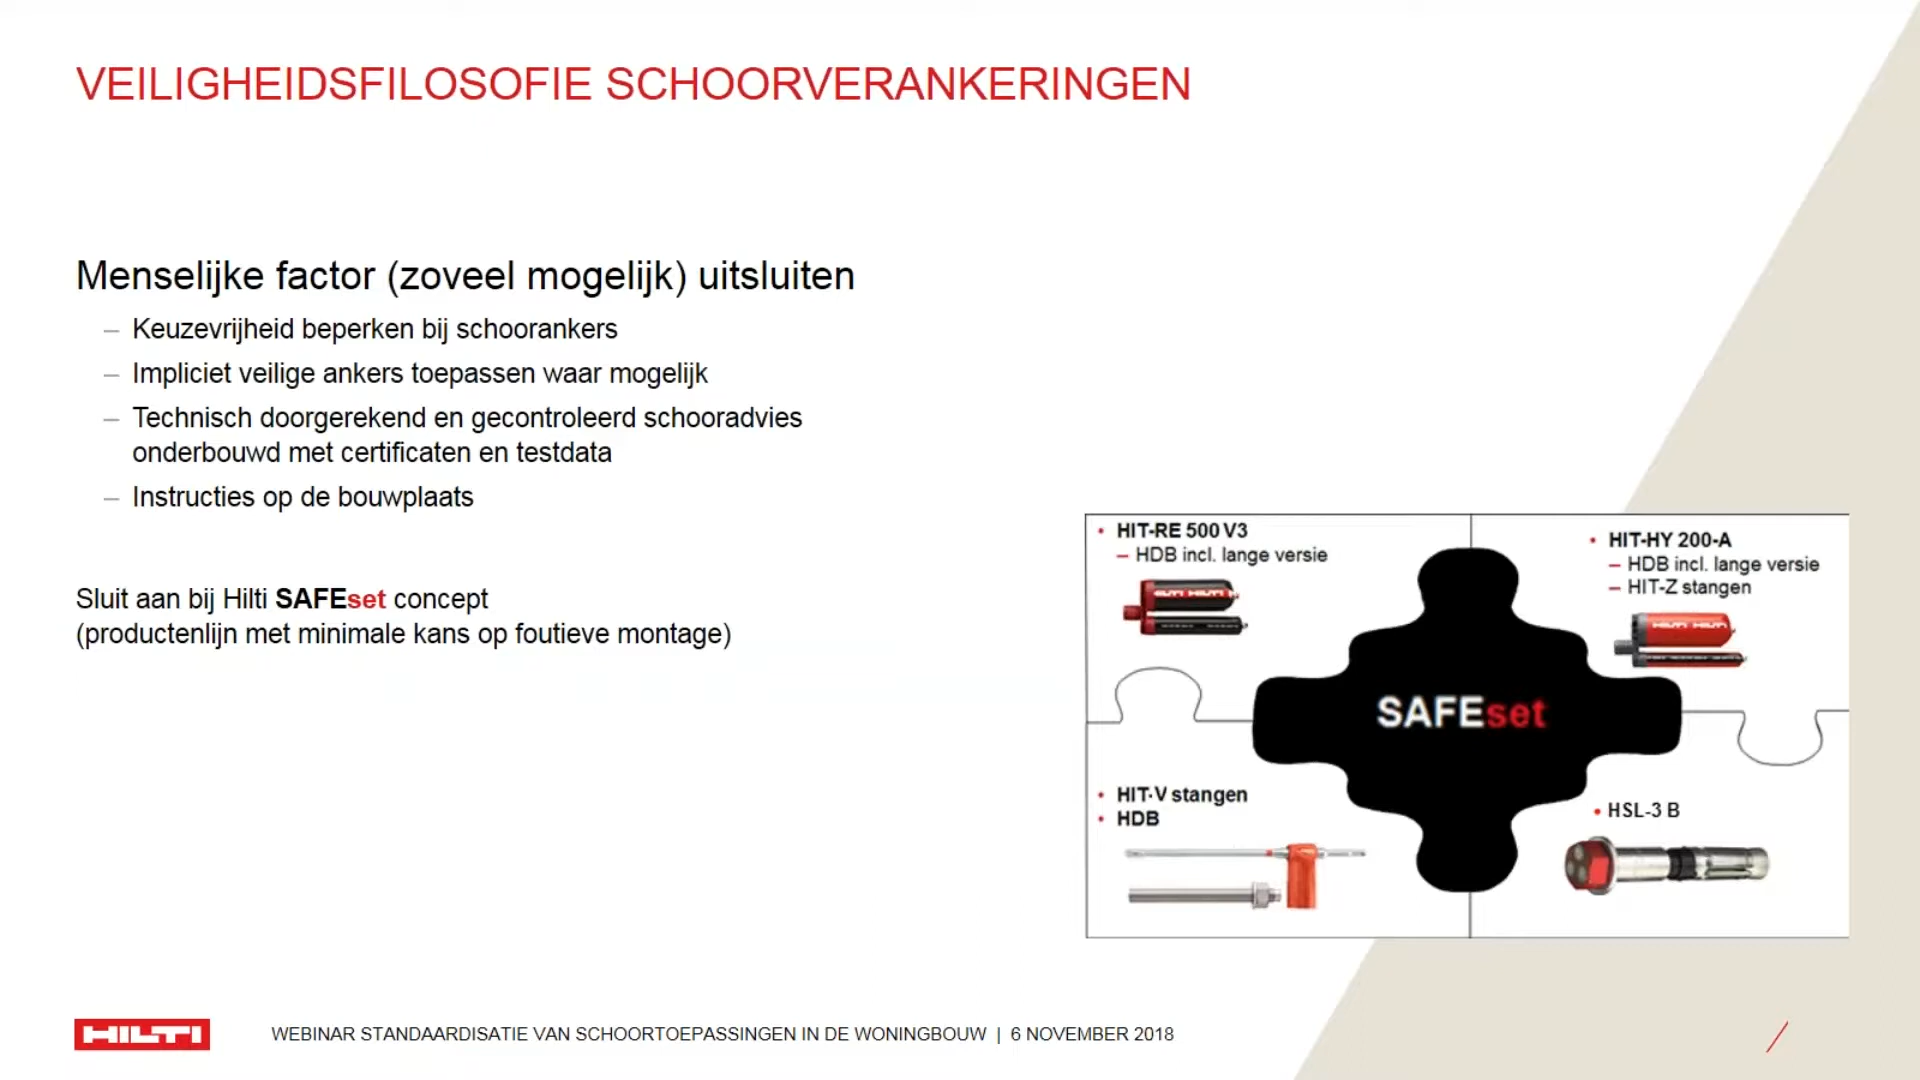 VEILIGHEIDSFILOSOFIE SCHOORVERANKERINGEN
Menselijke factor (zoveel mogelijk) uitsluiten
– Keuzevrijheid beperken bij schoorankers
– Impliciet veilige ankers toepassen waar mogelijk
– Technisch doorgerekend en gecontroleerd schooradvies
onderbouwd met certificaten en testdata
– Instructies op de bouwplaats
Sluit aan bij Hilti SAFEset concept
(productenlijn met minimale kans op foutieve montage)
• HIT-RE 500 V3
– HDB incl. lange versie
HILTI HILTI
• HIT-HY 200-A
– HDB incl. lange versie
– HIT-Z stangen
HILTI HILTI
SAFEset
• HIT-V stangen
• HDB
• HSL-3 B
HILTI
WEBINAR STANDAARDISATIE VAN SCHOORTOEPASSINGEN IN DE WONINGBOUW | 6 NOVEMBER 2018